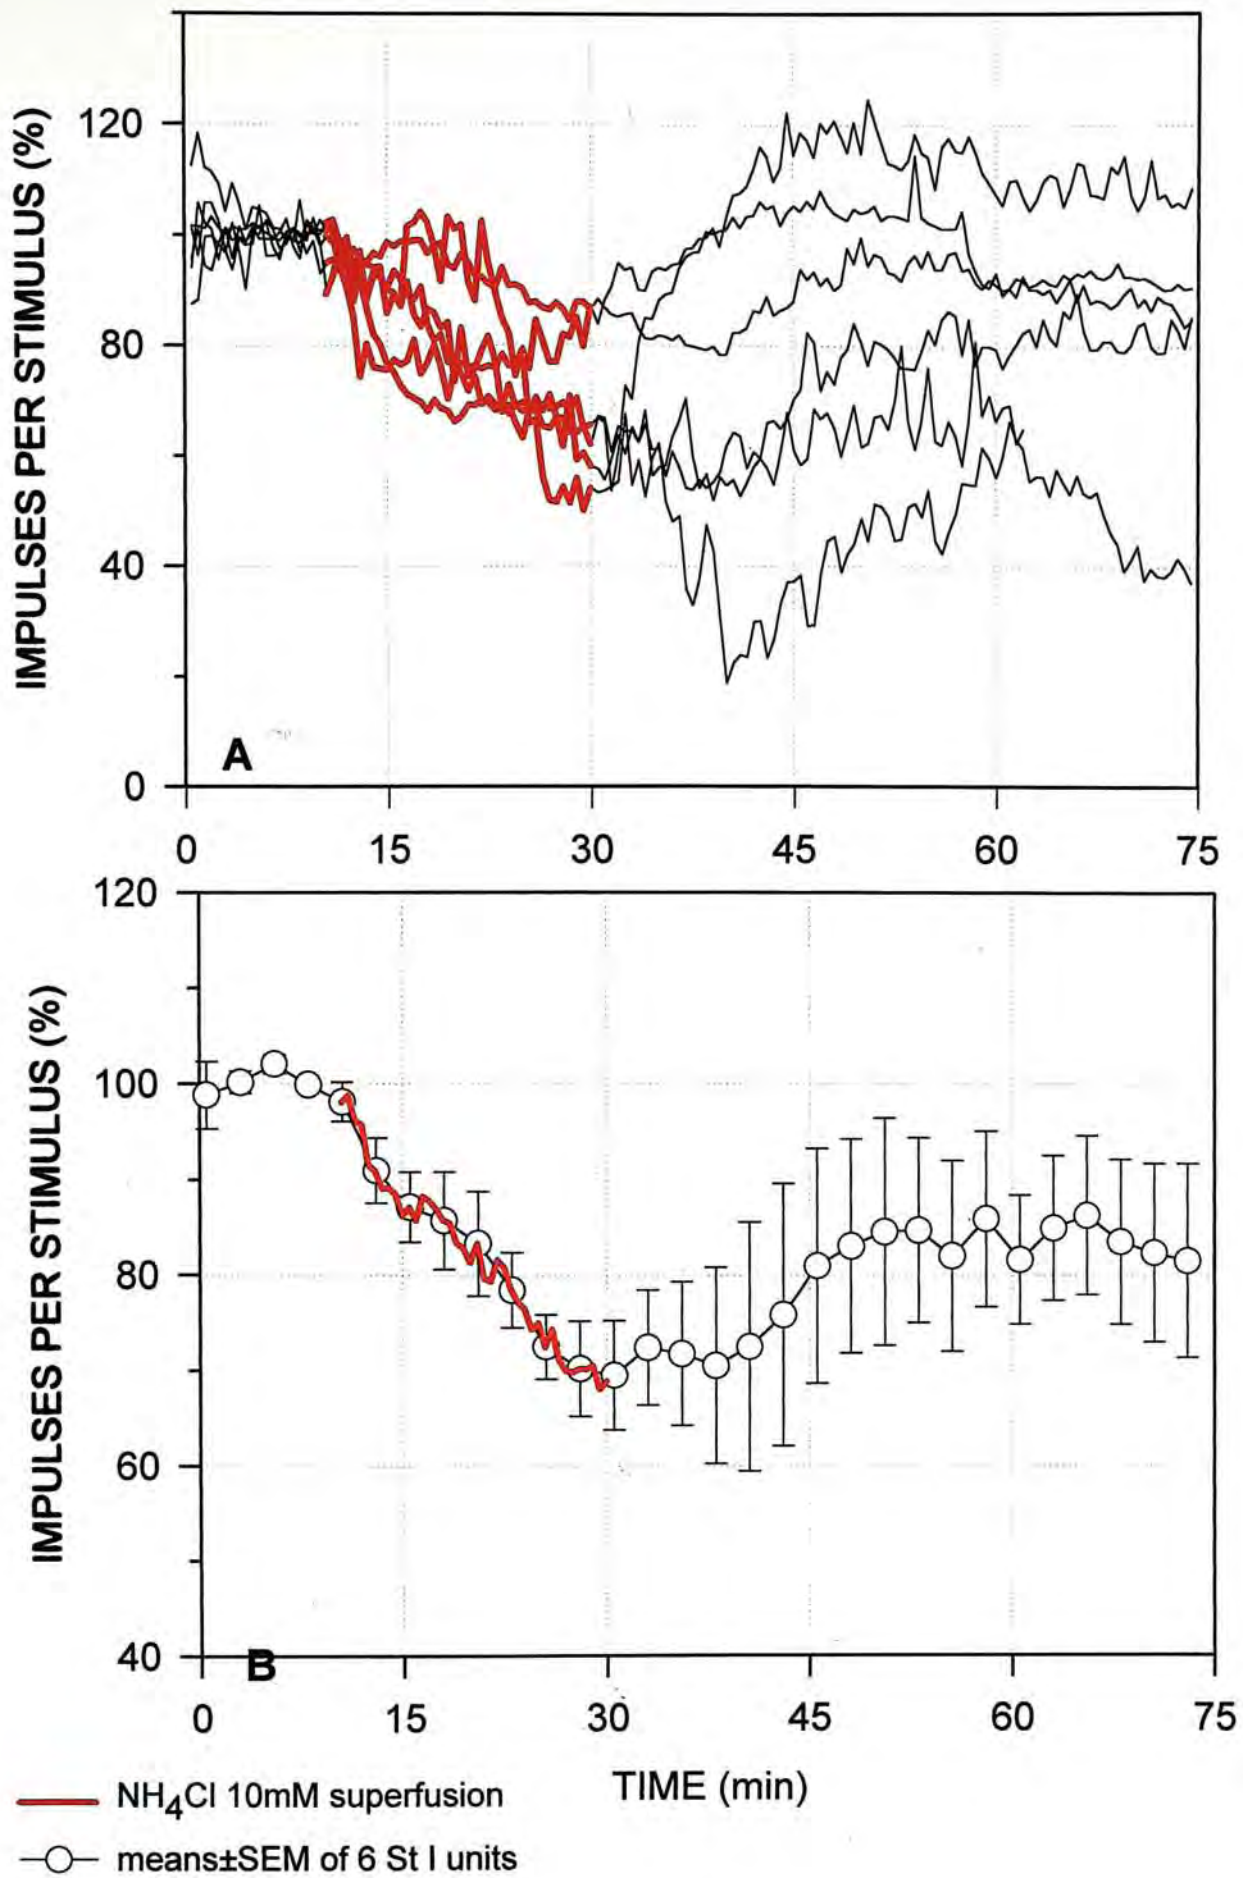 IMPULSES PER STIMULUS (%)
120
80
40
0
A
0 15 30 45 60 75
IMPULSES PER STIMULUS (%)
120
100
80
60
40
B
0 15 30 45 60 75
TIME (min)
NH₄Cl 10mM superfusion
means±SEM of 6 St I units